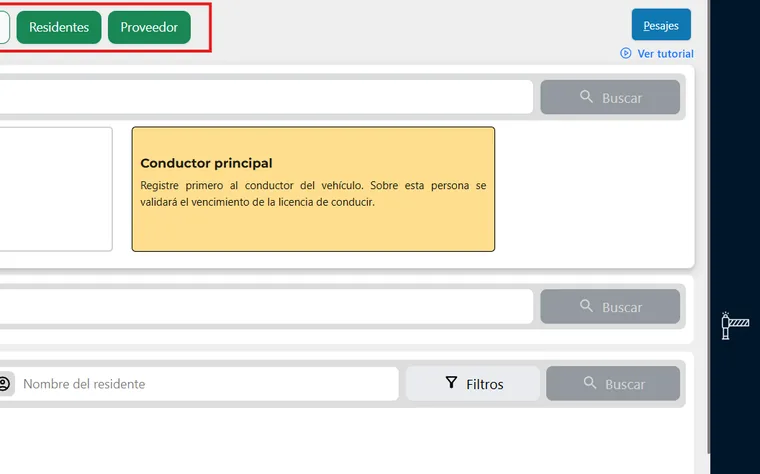 Residentes
Proveedor
Pesajes
Ver tutorial
Buscar
Conductor principal
Registre primero al conductor del vehículo. Sobre esta persona se
validará el vencimiento de la licencia de conducir.
Buscar
Nombre del residente
Filtros
Buscar